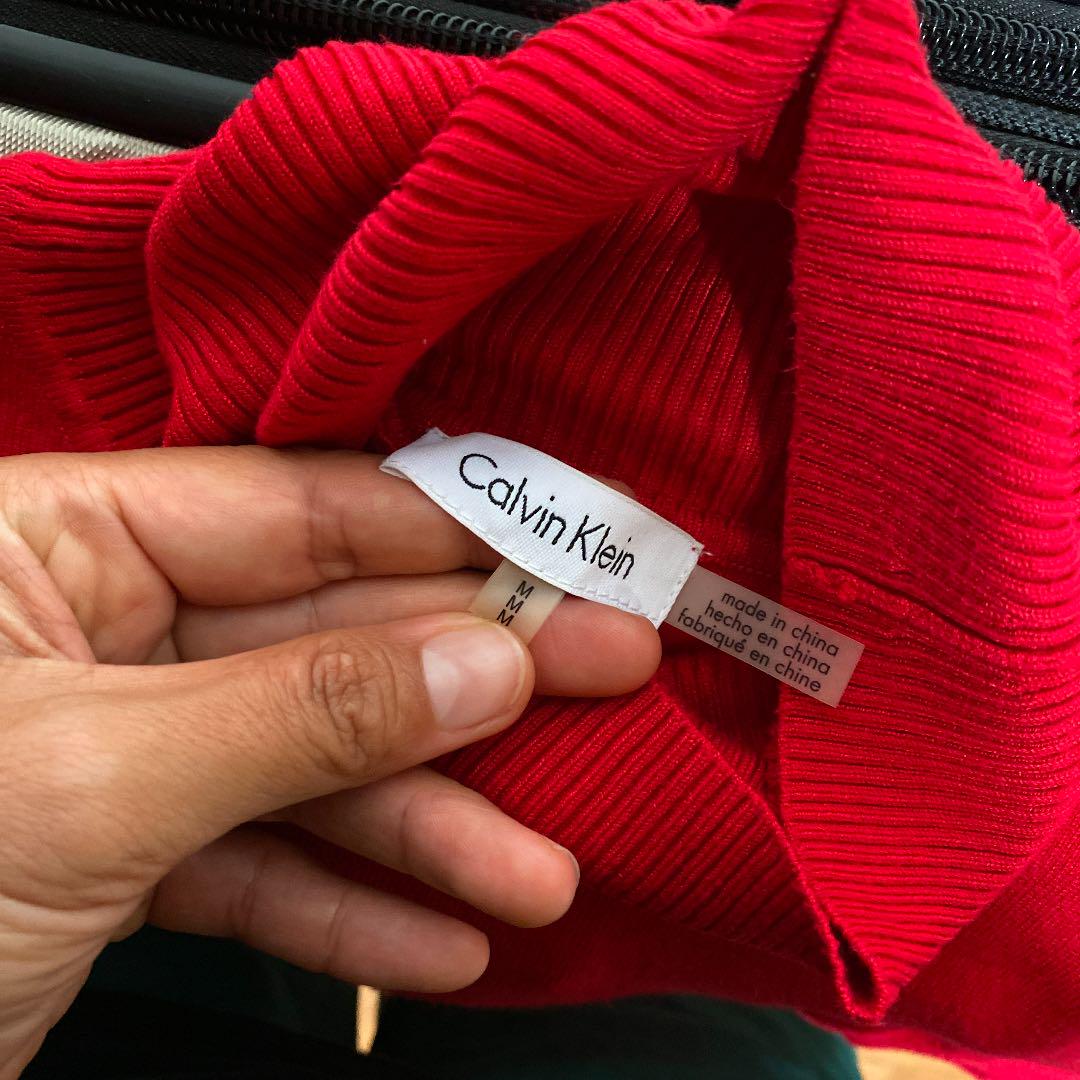 Calvin Klein
M
M
M
made in china
hecho en china
fabriqué en chine